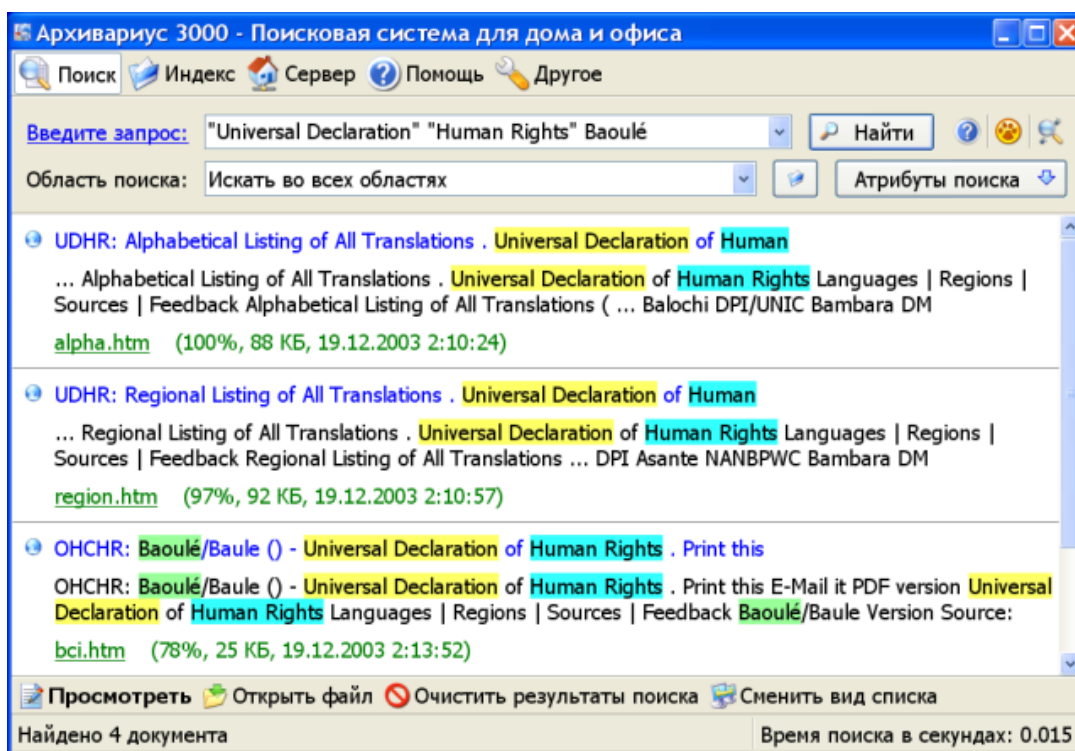 Архивариус 3000 - Поисковая система для дома и офиса
Поиск Индекс Сервер Помощь Другое
Введите запрос: "Universal Declaration" "Human Rights" Baoulé Найти
Область поиска: Искать во всех областях Атрибуты поиска
UDHR: Alphabetical Listing of All Translations . Universal Declaration of Human
... Alphabetical Listing of All Translations . Universal Declaration of Human Rights Languages | Regions |
Sources | Feedback Alphabetical Listing of All Translations ( ... Balochi DPI/UNIC Bambara DM
alpha.htm (100%, 88 КБ, 19.12.2003 2:10:24)
UDHR: Regional Listing of All Translations . Universal Declaration of Human
... Regional Listing of All Translations . Universal Declaration of Human Rights Languages | Regions |
Sources | Feedback Regional Listing of All Translations ... DPI Asante NANBPWC Bambara DM
region.htm (97%, 92 КБ, 19.12.2003 2:10:57)
OHCHR: Baoulé/Baule () - Universal Declaration of Human Rights . Print this
OHCHR: Baoulé/Baule () - Universal Declaration of Human Rights . Print this E-Mail it PDF version Universal
Declaration of Human Rights Languages | Regions | Sources | Feedback Baoulé/Baule Version Source:
bci.htm (78%, 25 КБ, 19.12.2003 2:13:52)
Просмотреть Открыть файл Очистить результаты поиска Сменить вид списка
Найдено 4 документа Время поиска в секундах: 0.015